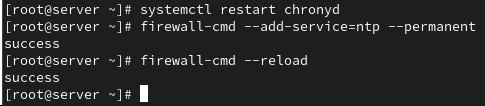 [root@server ~]# systemctl restart chronyd
[root@server ~]# firewall-cmd --add-service=ntp --permanent
success
[root@server ~]# firewall-cmd --reload
success
[root@server ~]#